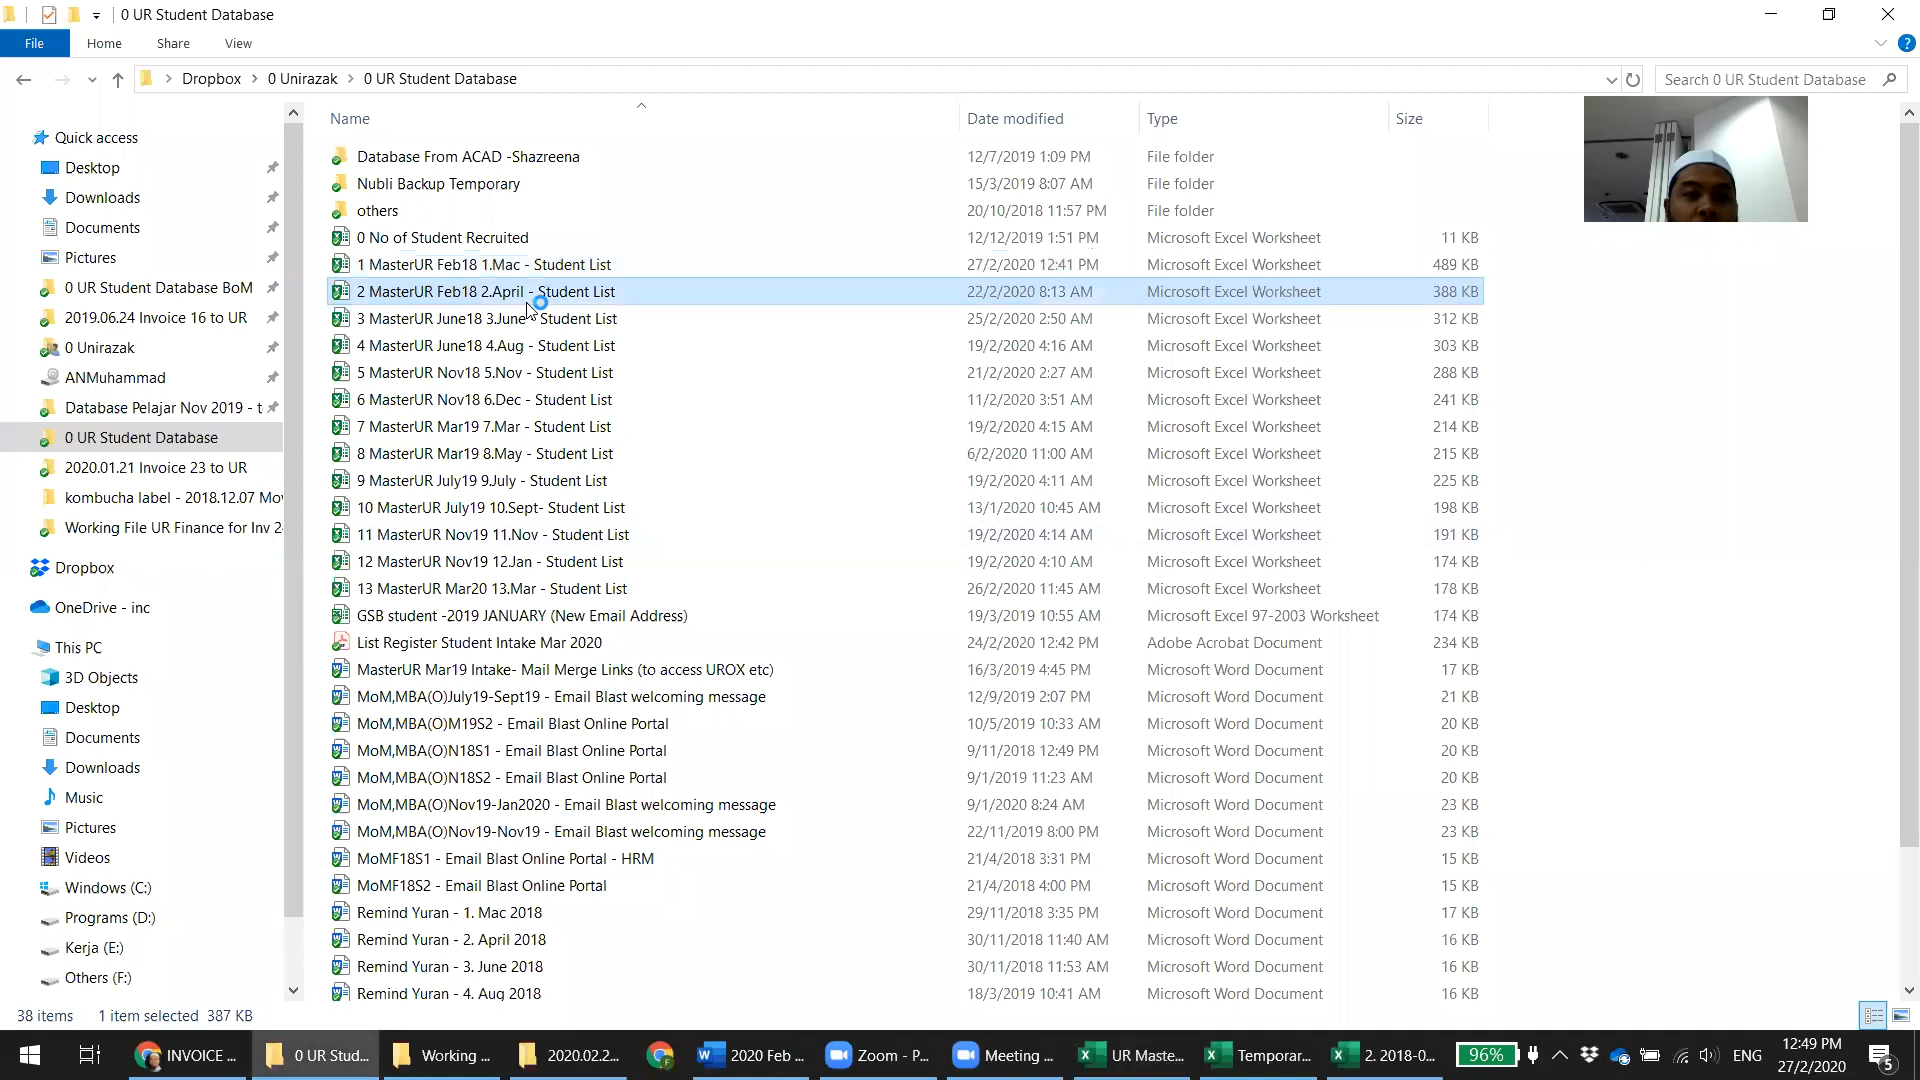 0 UR Student Database
File
Home
Share
View
?
Dropbox
0 Unirazak
0 UR Student Database
Search 0 UR Student Database
Name
Date modified
Type
Size
Quick access
Desktop
Downloads
Documents
Pictures
0 UR Student Database BoM
2019.06.24 Invoice 16 to UR
0 Unirazak
ANMuhammad
Database Pelajar Nov 2019 - t
0 UR Student Database
2020.01.21 Invoice 23 to UR
kombucha label - 2018.12.07 Mov
Working File UR Finance for Inv 2
Dropbox
OneDrive - inc
This PC
3D Objects
Desktop
Documents
Downloads
Music
Pictures
Videos
Windows (C:)
Programs (D:)
Kerja (E:)
Others (F:)
Database From ACAD -Shazreena 12/7/2019 1:09 PM File folder
Nubli Backup Temporary 15/3/2019 8:07 AM File folder
others 20/10/2018 11:57 PM File folder
0 No of Student Recruited 12/12/2019 1:51 PM Microsoft Excel Worksheet 11 KB
1 MasterUR Feb18 1.Mac - Student List 27/2/2020 12:41 PM Microsoft Excel Worksheet 489 KB
2 MasterUR Feb18 2.April - Student List 22/2/2020 8:13 AM Microsoft Excel Worksheet 388 KB
3 MasterUR June18 3.June - Student List 25/2/2020 2:50 AM Microsoft Excel Worksheet 312 KB
4 MasterUR June18 4.Aug - Student List 19/2/2020 4:16 AM Microsoft Excel Worksheet 303 KB
5 MasterUR Nov18 5.Nov - Student List 21/2/2020 2:27 AM Microsoft Excel Worksheet 288 KB
6 MasterUR Nov18 6.Dec - Student List 11/2/2020 3:51 AM Microsoft Excel Worksheet 241 KB
7 MasterUR Mar19 7.Mar - Student List 19/2/2020 4:15 AM Microsoft Excel Worksheet 214 KB
8 MasterUR Mar19 8.May - Student List 6/2/2020 11:00 AM Microsoft Excel Worksheet 215 KB
9 MasterUR July19 9.July - Student List 19/2/2020 4:11 AM Microsoft Excel Worksheet 225 KB
10 MasterUR July19 10.Sept- Student List 13/1/2020 10:45 AM Microsoft Excel Worksheet 198 KB
11 MasterUR Nov19 11.Nov - Student List 19/2/2020 4:14 AM Microsoft Excel Worksheet 191 KB
12 MasterUR Nov19 12.Jan - Student List 19/2/2020 4:10 AM Microsoft Excel Worksheet 174 KB
13 MasterUR Mar20 13.Mar - Student List 26/2/2020 11:45 AM Microsoft Excel Worksheet 178 KB
GSB student -2019 JANUARY (New Email Address) 19/3/2019 10:55 AM Microsoft Excel 97-2003 Worksheet 174 KB
List Register Student Intake Mar 2020 24/2/2020 12:42 PM Adobe Acrobat Document 234 KB
MasterUR Mar19 Intake- Mail Merge Links (to access UROX etc) 16/3/2019 4:45 PM Microsoft Word Document 17 KB
MoM,MBA(O)July19-Sept19 - Email Blast welcoming message 12/9/2019 2:07 PM Microsoft Word Document 21 KB
MoM,MBA(O)M19S2 - Email Blast Online Portal 10/5/2019 10:33 AM Microsoft Word Document 20 KB
MoM,MBA(O)N18S1 - Email Blast Online Portal 9/11/2018 12:49 PM Microsoft Word Document 20 KB
MoM,MBA(O)N18S2 - Email Blast Online Portal 9/1/2019 11:23 AM Microsoft Word Document 20 KB
MoM,MBA(O)Nov19-Jan2020 - Email Blast welcoming message 9/1/2020 8:24 AM Microsoft Word Document 23 KB
MoM,MBA(O)Nov19-Nov19 - Email Blast welcoming message 22/11/2019 8:00 PM Microsoft Word Document 23 KB
MoMF18S1 - Email Blast Online Portal - HRM 21/4/2018 3:31 PM Microsoft Word Document 15 KB
MoMF18S2 - Email Blast Online Portal 21/4/2018 4:00 PM Microsoft Word Document 15 KB
Remind Yuran - 1. Mac 2018 29/11/2018 3:35 PM Microsoft Word Document 17 KB
Remind Yuran - 2. April 2018 30/11/2018 11:40 AM Microsoft Word Document 16 KB
Remind Yuran - 3. June 2018 30/11/2018 11:53 AM Microsoft Word Document 16 KB
Remind Yuran - 4. Aug 2018 18/3/2019 10:41 AM Microsoft Word Document 16 KB
38 items 1 item selected 387 KB
INVOICE ...
0 UR Stud...
Working ...
2020.02.2...
2020 Feb ...
Zoom - P...
Meeting ...
UR Maste...
Temporar...
2. 2018-0...
96%
ENG
12:49 PM
27/2/2020
5